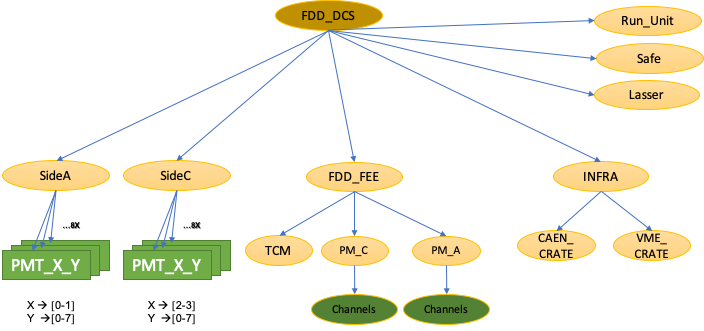 FDD_DCS
Run_Unit
Safe
Lasser
SideA
SideC
FDD_FEE
INFRA
...8X
...8X
PMT_X_Y
PMT_X_Y
TCM
PM_C
PM_A
CAEN_
CRATE
VME_
CRATE
Channels
Channels
X → [0-1]
Y →[0-7]
X → [2-3]
Y →[0-7]